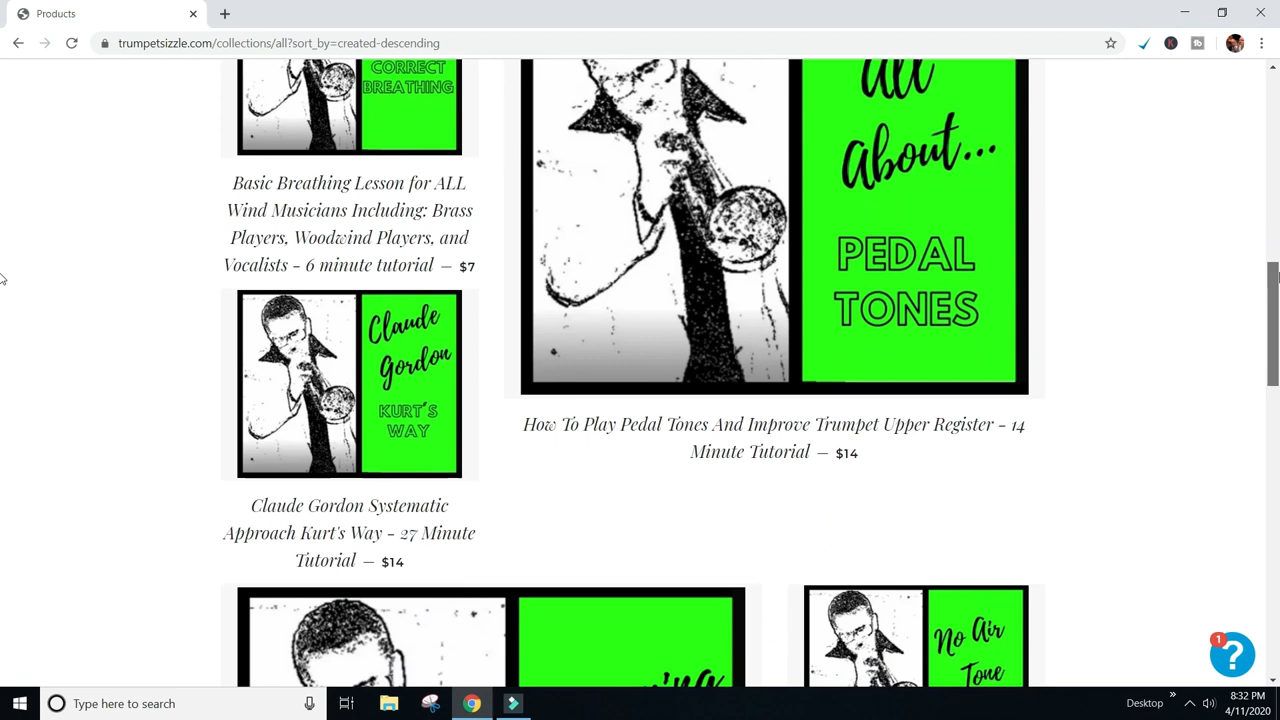 Products
trumpetsizzle.com/collections/all?sort_by=created-descending
CORRECT
BREATHING
Basic Breathing Lesson for ALL
Wind Musicians Including: Brass
Players, Woodwind Players, and
Vocalists - 6 minute tutorial — $7
Claude
Gordon
KURT'S
WAY
Claude Gordon Systematic
Approach Kurt's Way - 27 Minute
Tutorial — $14
All
About...
PEDAL
TONES
How To Play Pedal Tones And Improve Trumpet Upper Register - 14
Minute Tutorial — $14
No Air
Tone
1
?
Type here to search
Desktop
8:32 PM
4/11/2020